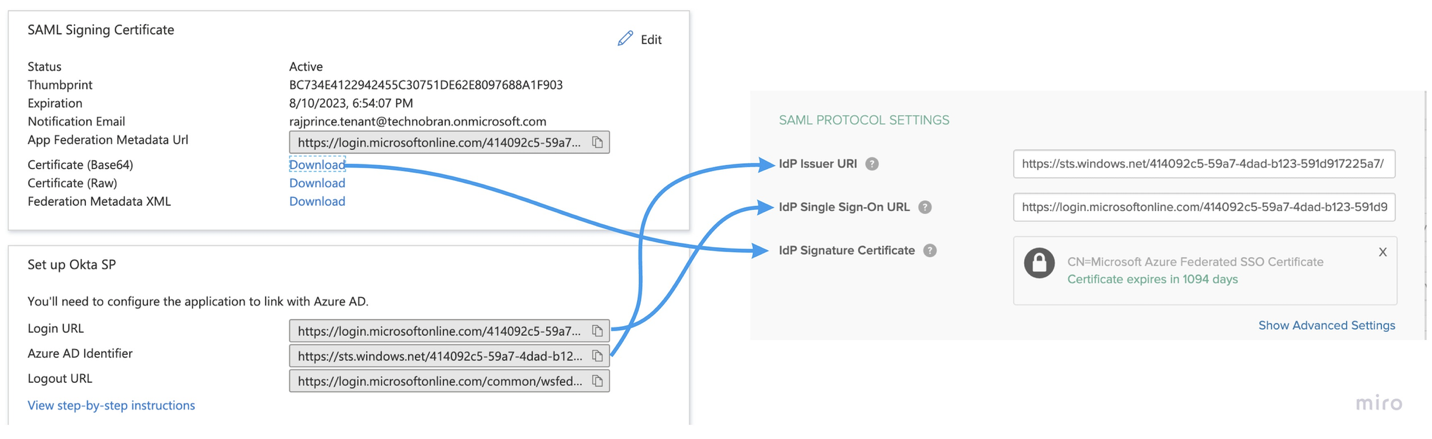 SAML Signing Certificate
Edit
Status Active
Thumbprint BC734E4122942455C30751DE62E8097688A1F903
Expiration 8/10/2023, 6:54:07 PM
Notification Email rajprince.tenant@technobran.onmicrosoft.com
App Federation Metadata Url https://login.microsoftonline.com/414092c5-59a7...
Certificate (Base64) Download
Certificate (Raw) Download
Federation Metadata XML Download
Set up Okta SP
You'll need to configure the application to link with Azure AD.
Login URL https://login.microsoftonline.com/414092c5-59a7...
Azure AD Identifier https://sts.windows.net/414092c5-59a7-4dad-b12...
Logout URL https://login.microsoftonline.com/common/wsfed...
View step-by-step instructions
SAML PROTOCOL SETTINGS
IdP Issuer URI ? https://sts.windows.net/414092c5-59a7-4dad-b123-591d917225a7/
IdP Single Sign-On URL ? https://login.microsoftonline.com/414092c5-59a7-4dad-b123-591d9
IdP Signature Certificate ?
CN=Microsoft Azure Federated SSO Certificate X
Certificate expires in 1094 days
Show Advanced Settings
miro